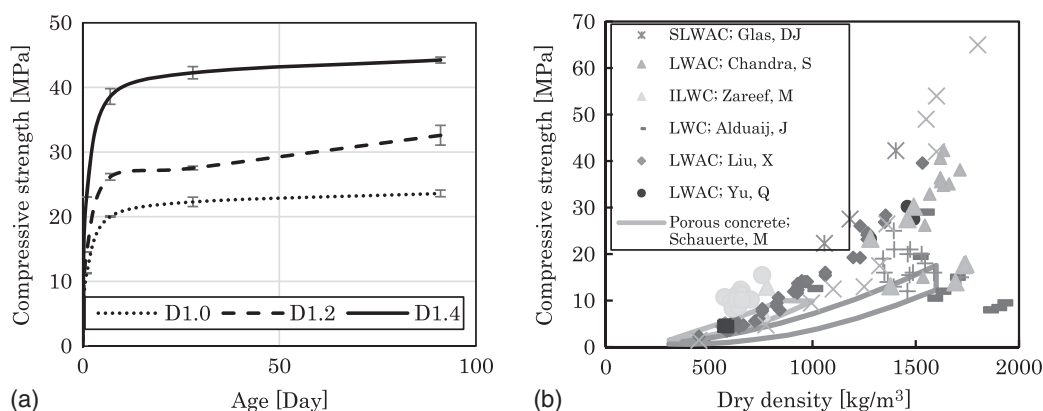 50
40
30
20
10
0
Compressive strength [MPa]
D1.0 D1.2 D1.4
0 50 100
Age [Day]
(a)
70
60
50
40
30
20
10
0
Compressive strength [MPa]
SLWAC; Glas, DJ
LWAC; Chandra, S
ILWC; Zareef, M
LWC; Alduaij, J
LWAC; Liu, X
LWAC; Yu, Q
Porous concrete;
Schauerte, M
0 500 1000 1500 2000
Dry density [kg/m³]
(b)